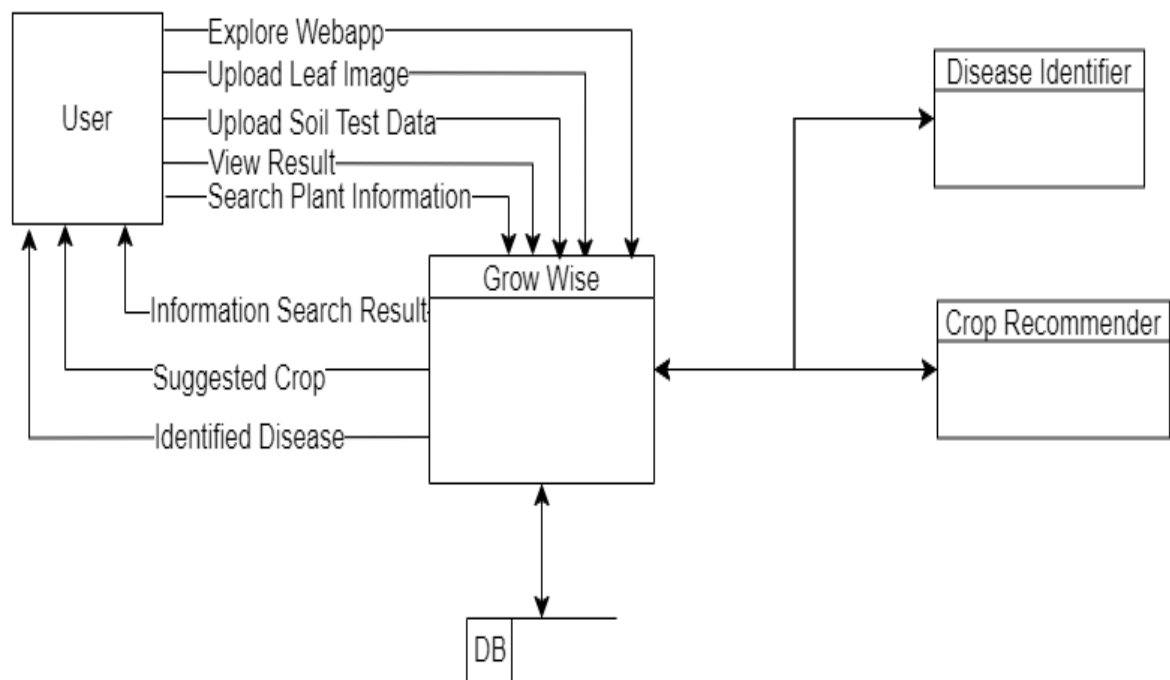 Explore Webapp
Upload Leaf Image
Upload Soil Test Data
View Result
Search Plant Information
User
Disease Identifier
Grow Wise
Information Search Result
Suggested Crop
Identified Disease
Crop Recommender
DB